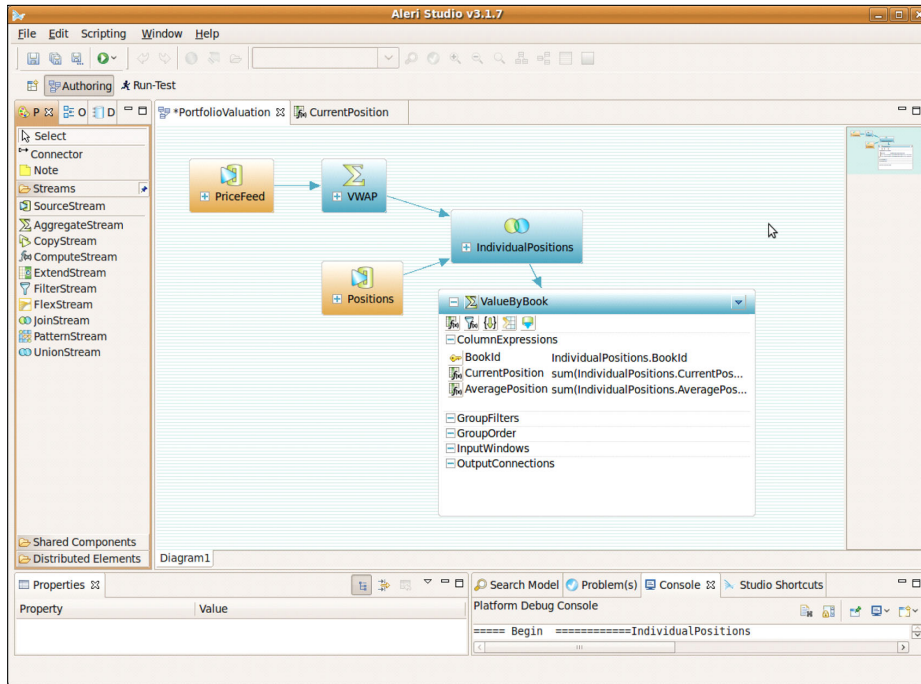 Aleri Studio v3.1.7
File Edit Scripting Window Help
Authoring Run-Test
P O D
*PortfolioValuation CurrentPosition
Select
Connector
Note
Streams
SourceStream
AggregateStream
CopyStream
ComputeStream
ExtendStream
FilterStream
FlexStream
JoinStream
PatternStream
UnionStream
Shared Components
Distributed Elements
PriceFeed
VWAP
IndividualPositions
Positions
ValueByBook
ColumnExpressions
BookId IndividualPositions.BookId
CurrentPosition sum(IndividualPositions.CurrentPos...
AveragePosition sum(IndividualPositions.AveragePos...
GroupFilters
GroupOrder
InputWindows
OutputConnections
Diagram1
Properties
Property Value
Search Model Problem(s) Console Studio Shortcuts
Platform Debug Console
===== Begin ============IndividualPositions